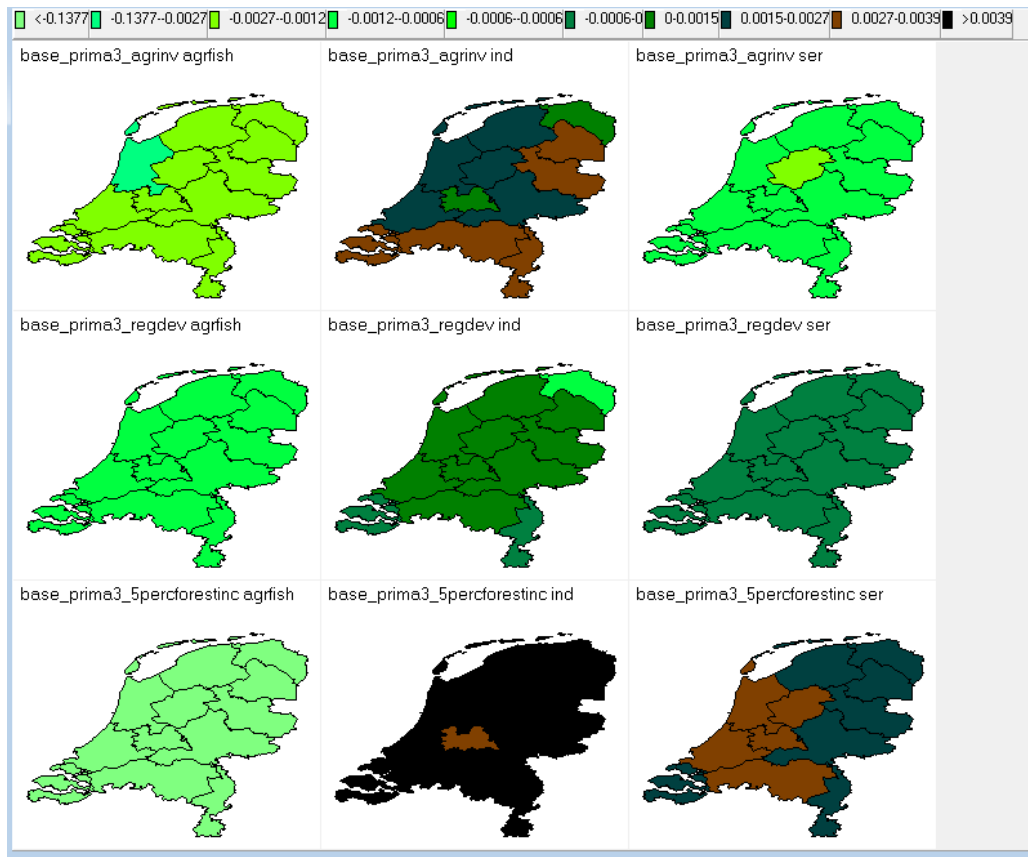 <-0.1377 -0.1377--0.0027 -0.0027--0.0012 -0.0012--0.0006 -0.0006--0.0006 -0.0006-0 0-0.0015 0.0015-0.0027 0.0027-0.0039 >0.0039
base_prima3_agrinv agrfish base_prima3_agrinv ind base_prima3_agrinv ser
base_prima3_regdev agrfish base_prima3_regdev ind base_prima3_regdev ser
base_prima3_5percforestinc agrfish base_prima3_5percforestinc ind base_prima3_5percforestinc ser